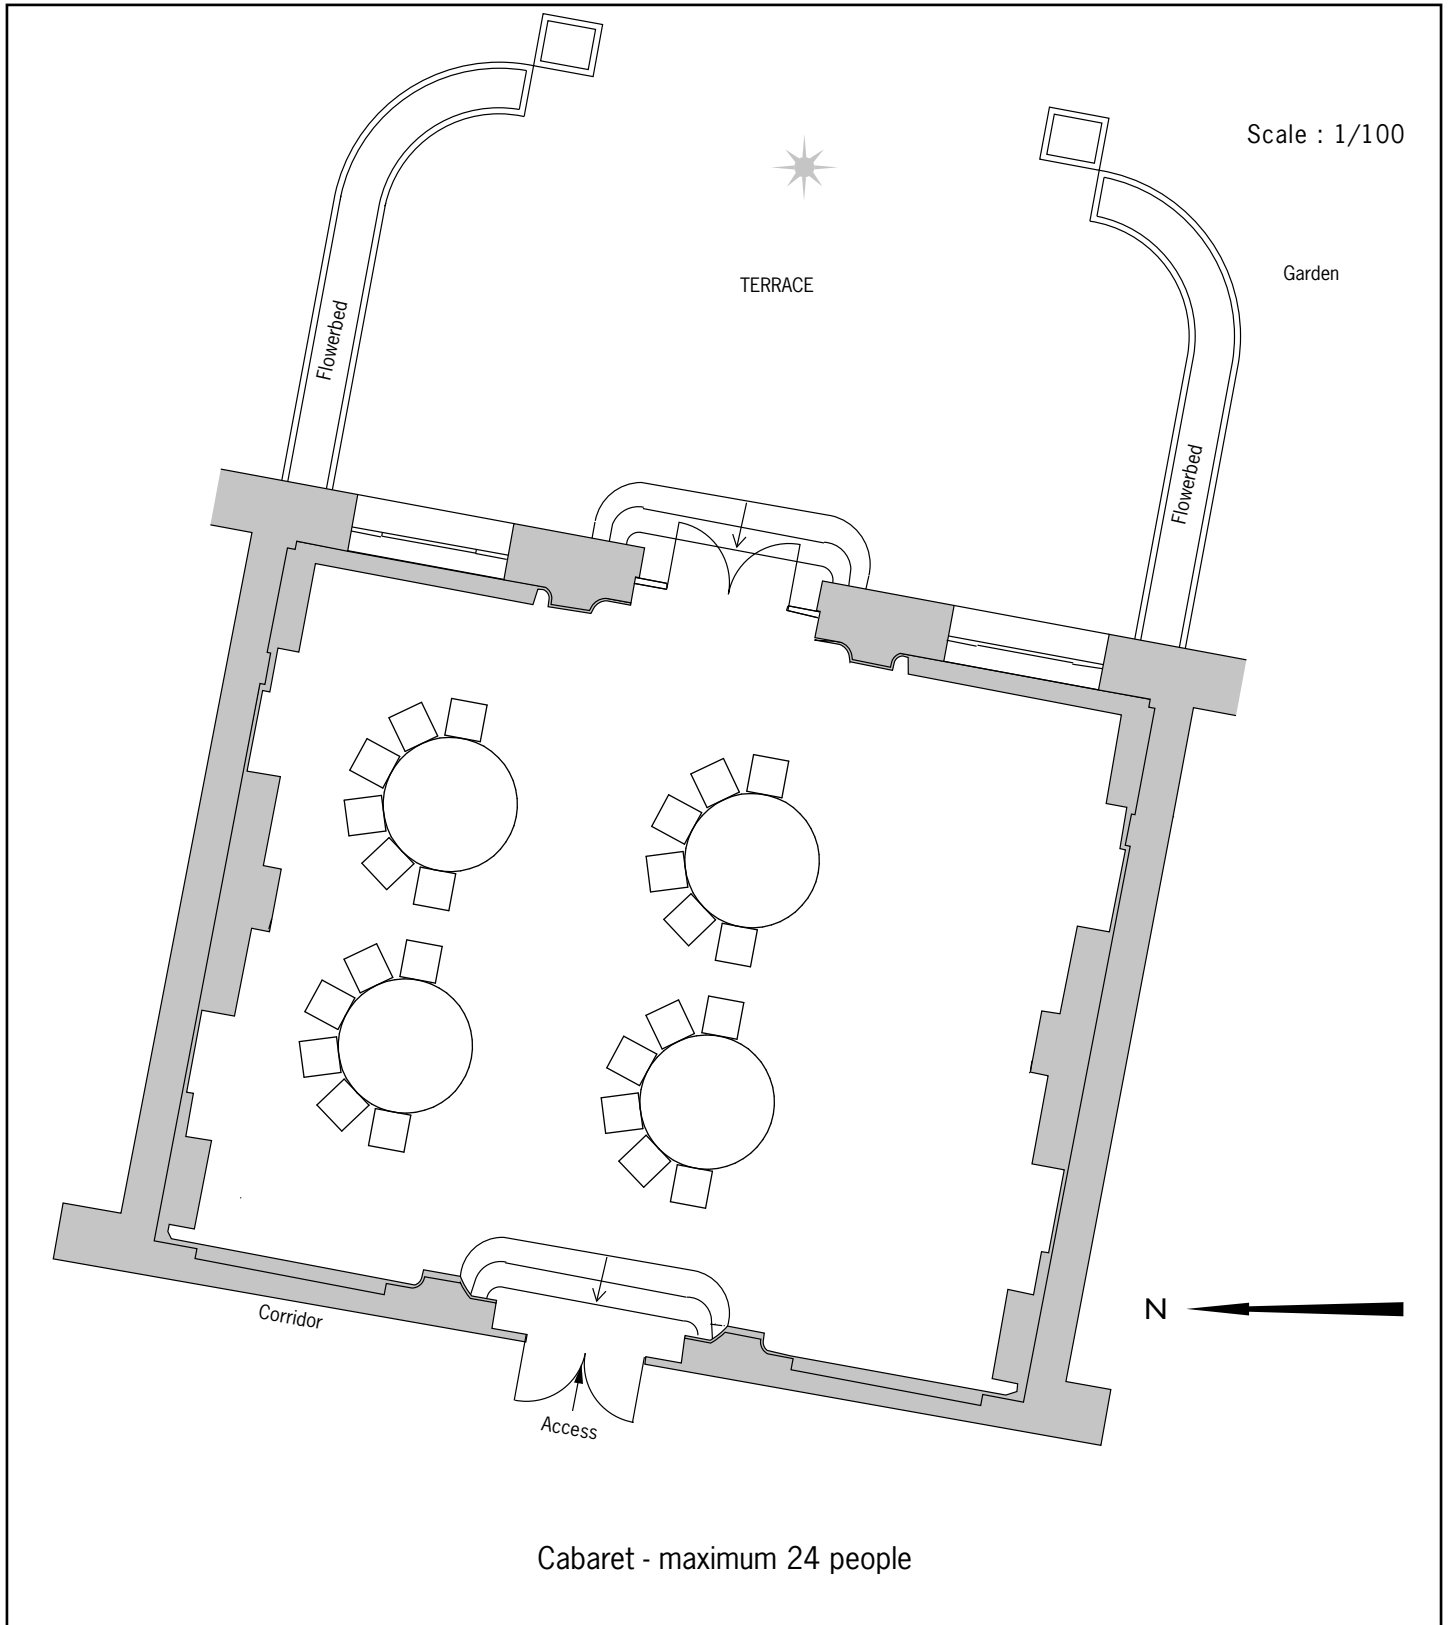 Scale : 1/100
Garden
TERRACE
Flowerbed
Flowerbed
N
Corridor
Access
Cabaret - maximum 24 people